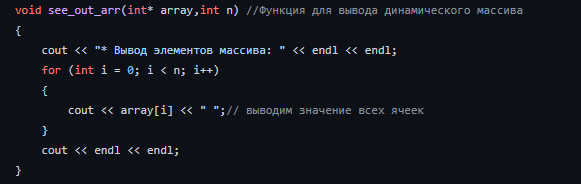 void see_out_arr(int* array,int n) //Функция для вывода динамического массива
{
    cout << "* Вывод элементов массива: " << endl << endl;
    for (int i = 0; i < n; i++)
    {
        cout << array[i] << " ";// выводим значение всех ячеек
    }
    cout << endl << endl;
}